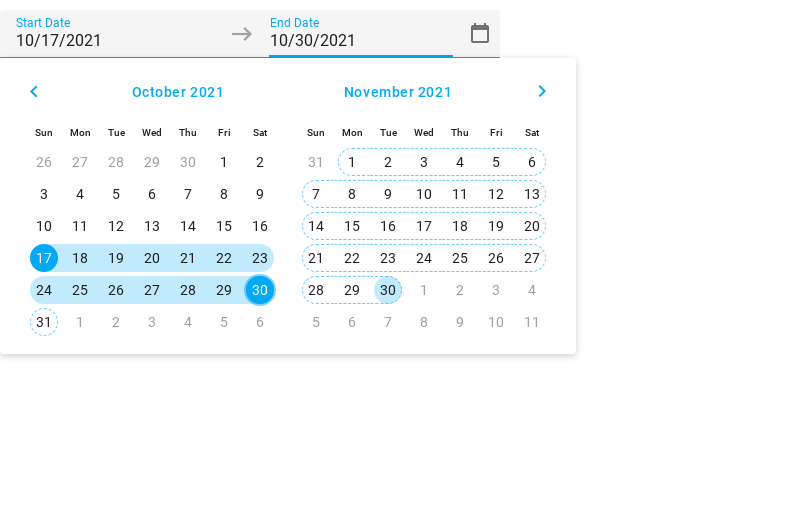 Start Date End Date
10/17/2021 10/30/2021
October 2021 November 2021
Sun Mon Tue Wed Thu Fri Sat Sun Mon Tue Wed Thu Fri Sat
26 27 28 29 30 1 2 31 1 2 3 4 5 6
3 4 5 6 7 8 9 7 8 9 10 11 12 13
10 11 12 13 14 15 16 14 15 16 17 18 19 20
17 18 19 20 21 22 23 21 22 23 24 25 26 27
24 25 26 27 28 29 30 28 29 30 1 2 3 4
31 1 2 3 4 5 6 5 6 7 8 9 10 11